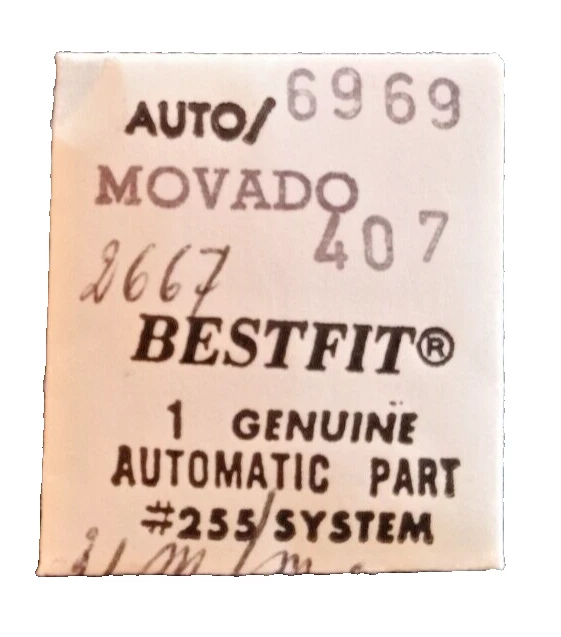 AUTO/ 6969
MOVADO
407
2667
BESTFIT®
1 GENUINE
AUTOMATIC PART
#255/SYSTEM